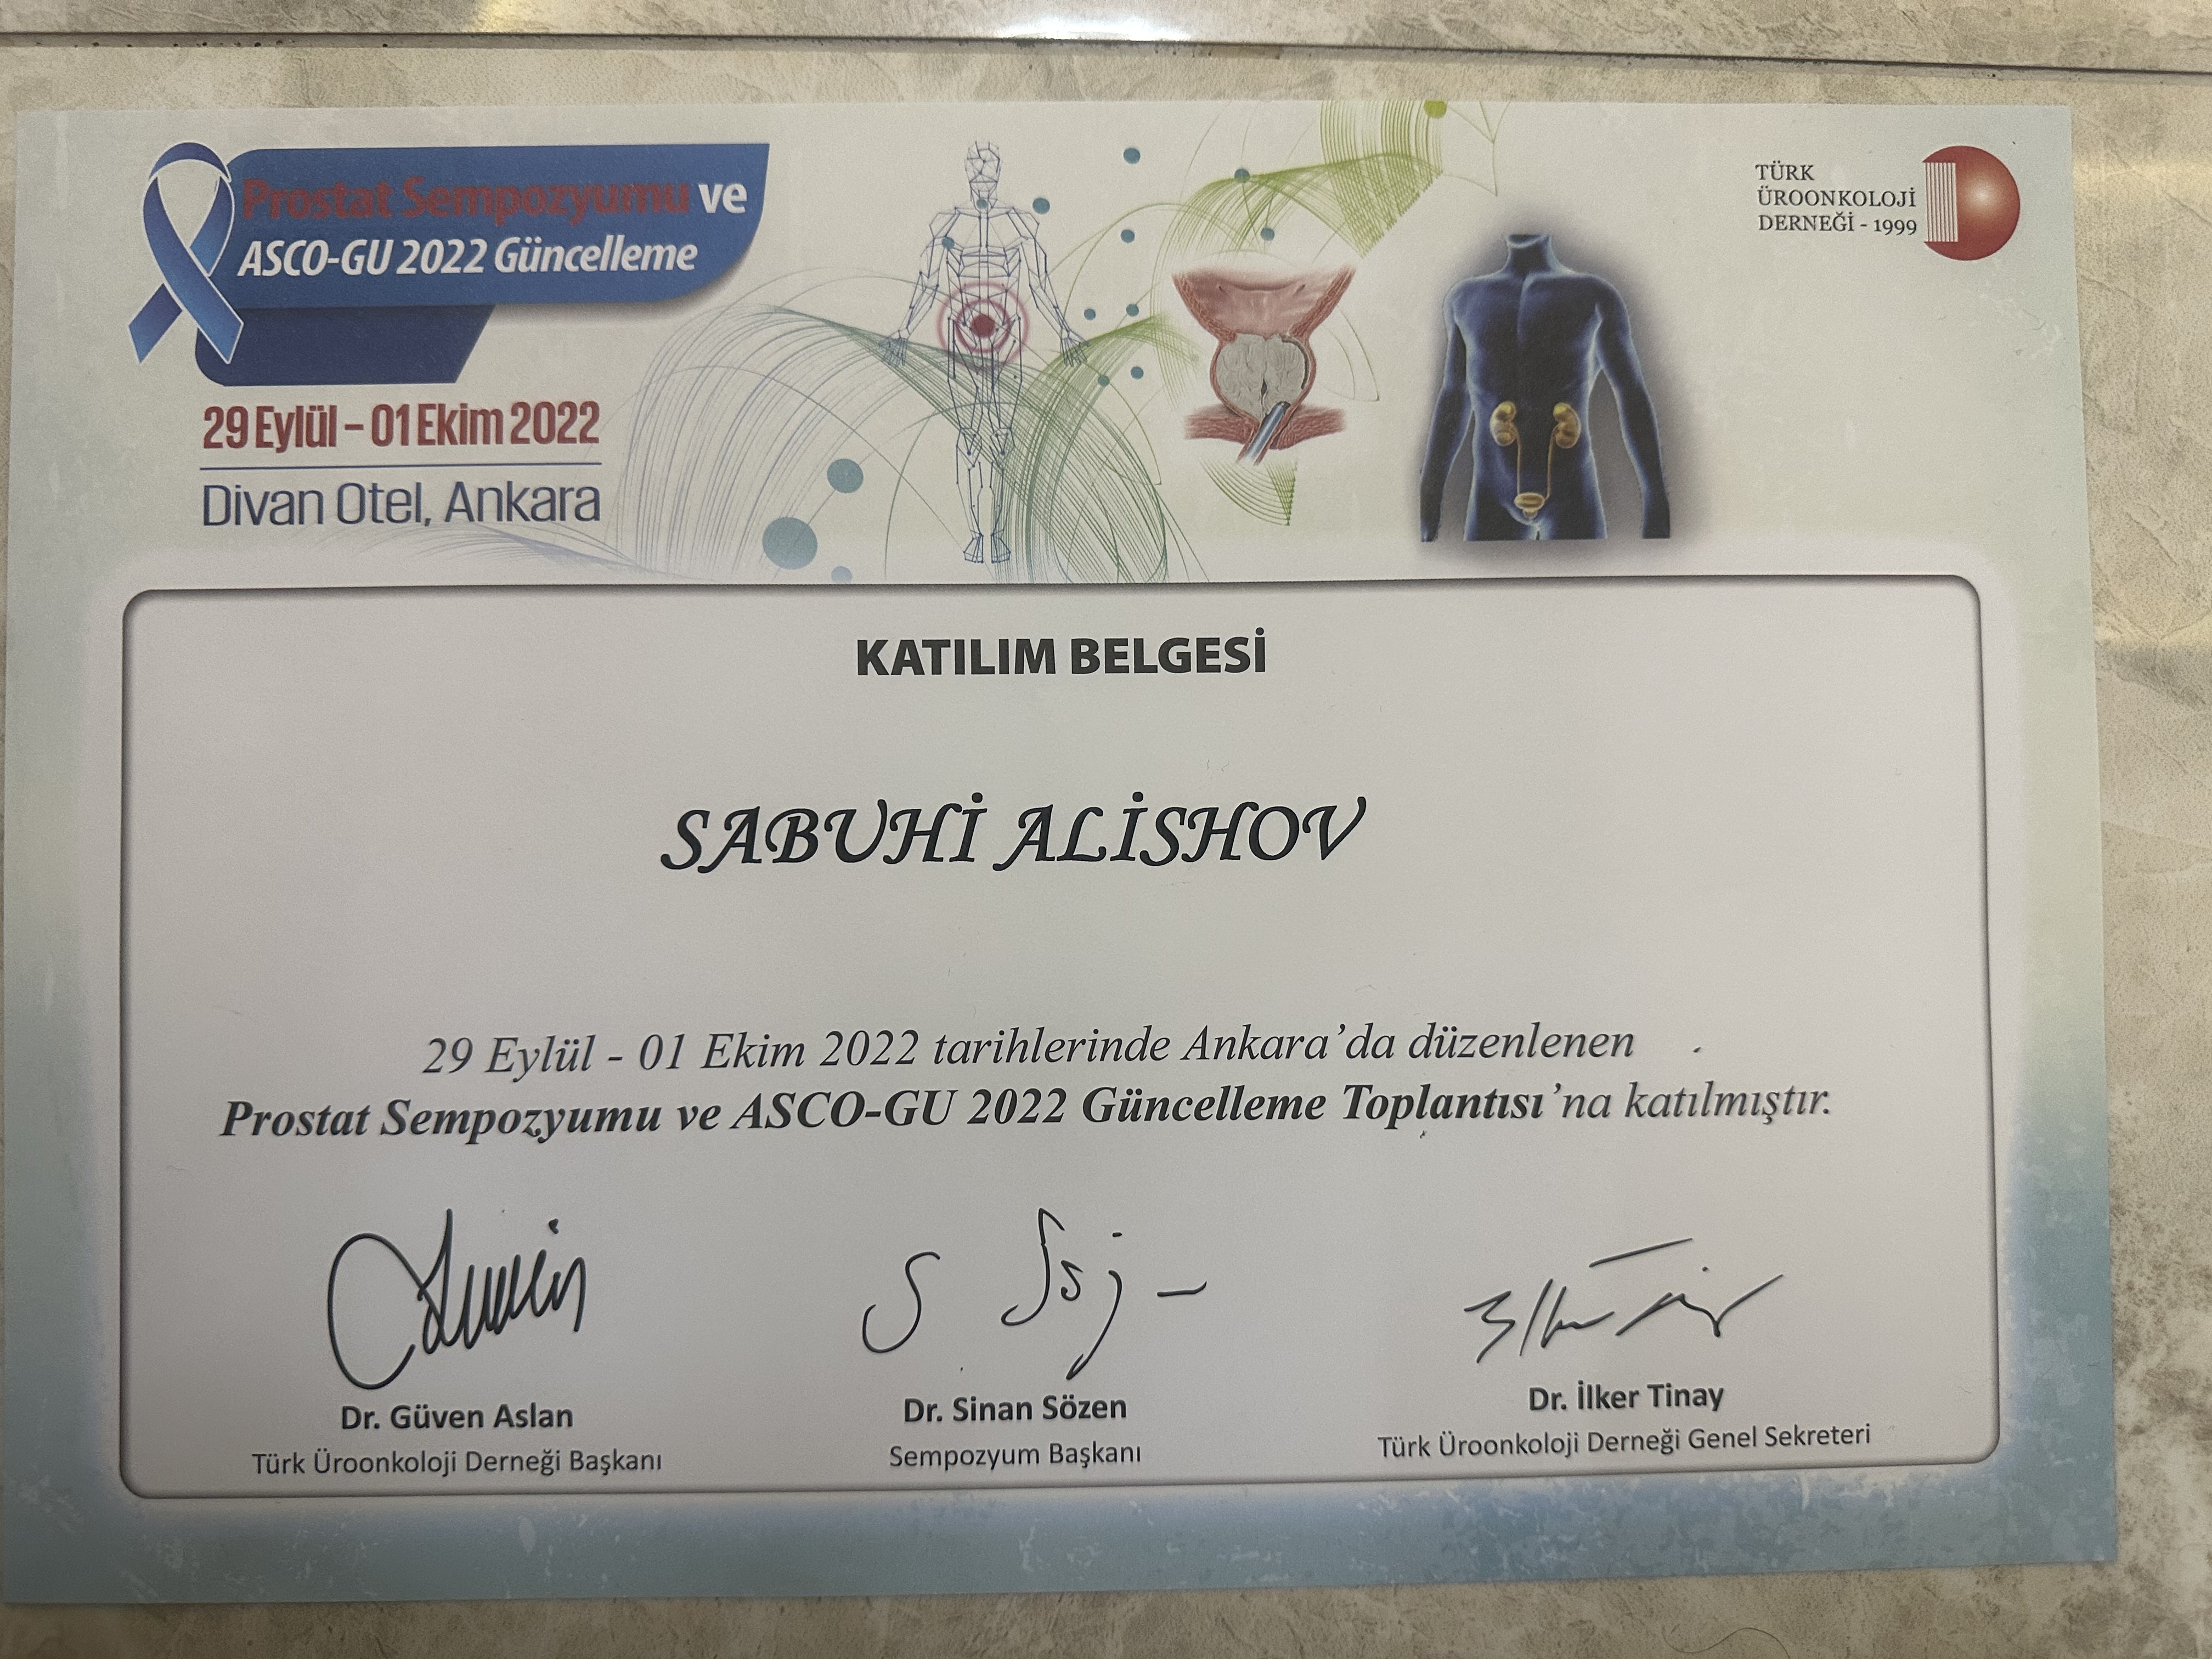 Prostat Sempozyumu ve
ASCO-GU 2022 Güncelleme
29 Eylül – 01 Ekim 2022
Divan Otel, Ankara
TÜRK
ÜROONKOLOJİ
DERNEĞİ - 1999
KATILIM BELGESİ
SABUHİ ALİSHOV
29 Eylül - 01 Ekim 2022 tarihlerinde Ankara'da düzenlenen
Prostat Sempozyumu ve ASCO-GU 2022 Güncelleme Toplantısı'na katılmıştır.
Dr. Güven Aslan
Türk Üroonkoloji Derneği Başkanı
Dr. Sinan Sözen
Sempozyum Başkanı
Dr. İlker Tinay
Türk Üroonkoloji Derneği Genel Sekreteri